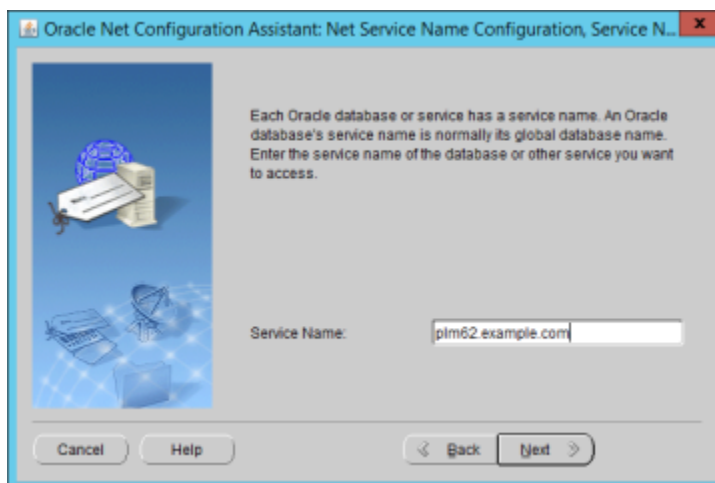 Oracle Net Configuration Assistant: Net Service Name Configuration, Service N...
Each Oracle database or service has a service name. An Oracle
database's service name is normally its global database name.
Enter the service name of the database or other service you want
to access.
Service Name:
plm62.example.com
Cancel
Help
Back
Next